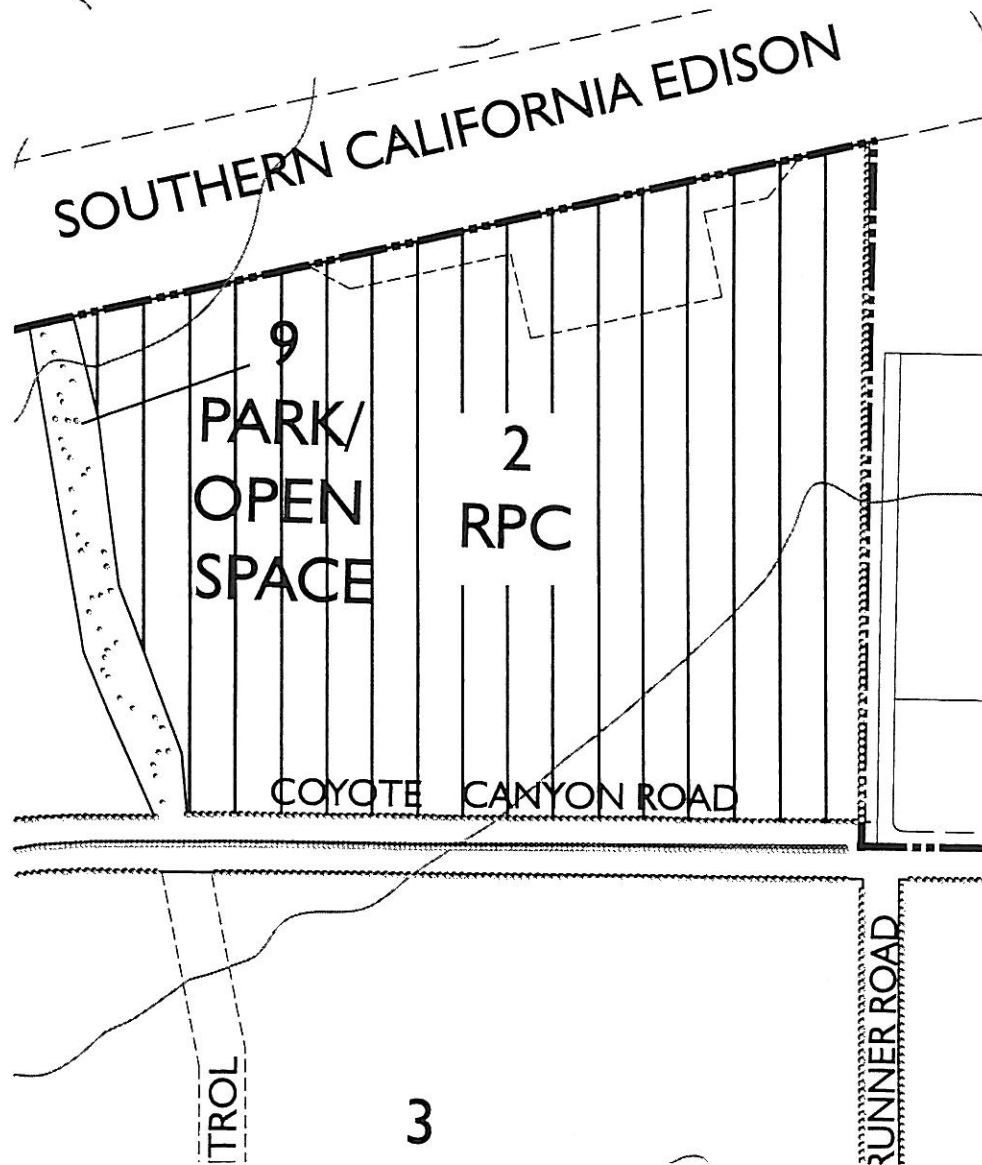 SOUTHERN CALIFORNIA EDISON
9
PARK/
OPEN
SPACE
2
RPC
COYOTE CANYON ROAD
RUNNER ROAD
TROL
3